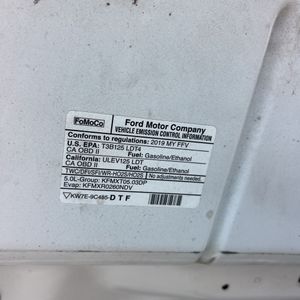 FoMoCo
Ford Motor Company
VEHICLE EMISSION CONTROL INFORMATION
Conforms to regulations: 2019 MY FFV
U.S. EPA: T3B125 LDT4 Fuel: Gasoline/Ethanol
CA OBD II
California: ULEV125 LDT Fuel: Gasoline/Ethanol
CA OBD II
TWC/DFI/SFI/WR-HO2S/HO2S No adjustments needed.
5.0L-Group: KFMXT05.03DP
Evap: KFMXR0260NDV
KW7E-9C485-DTF